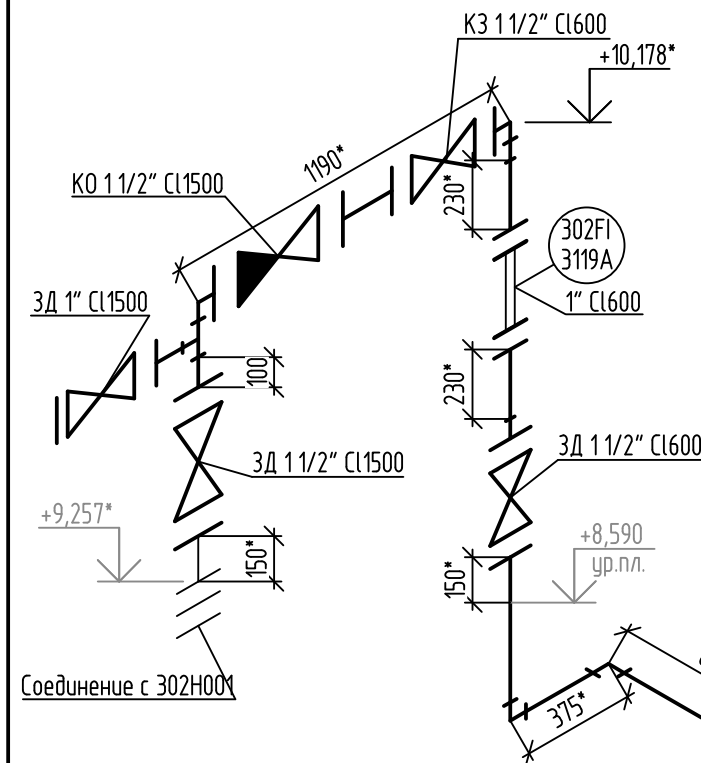 КЗ 1 1/2" Cl600
+10,178*
1190*
КО 1 1/2" Cl1500
230*
302FI
3119A
ЗД 1" Cl1500
1" Cl600
100
230*
ЗД 1 1/2" Cl1500
ЗД 1 1/2" Cl600
+9,257*
+8,590
ур.пл.
150*
150*
Соединение с 302Н001
375*